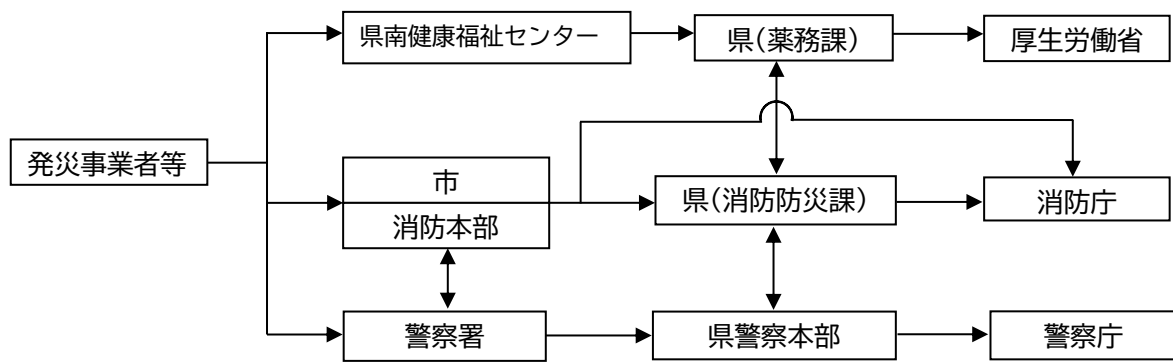 県南健康福祉センター
県(薬務課)
厚生労働省
発災事業者等
市
消防本部
県(消防防災課)
消防庁
警察署
県警察本部
警察庁